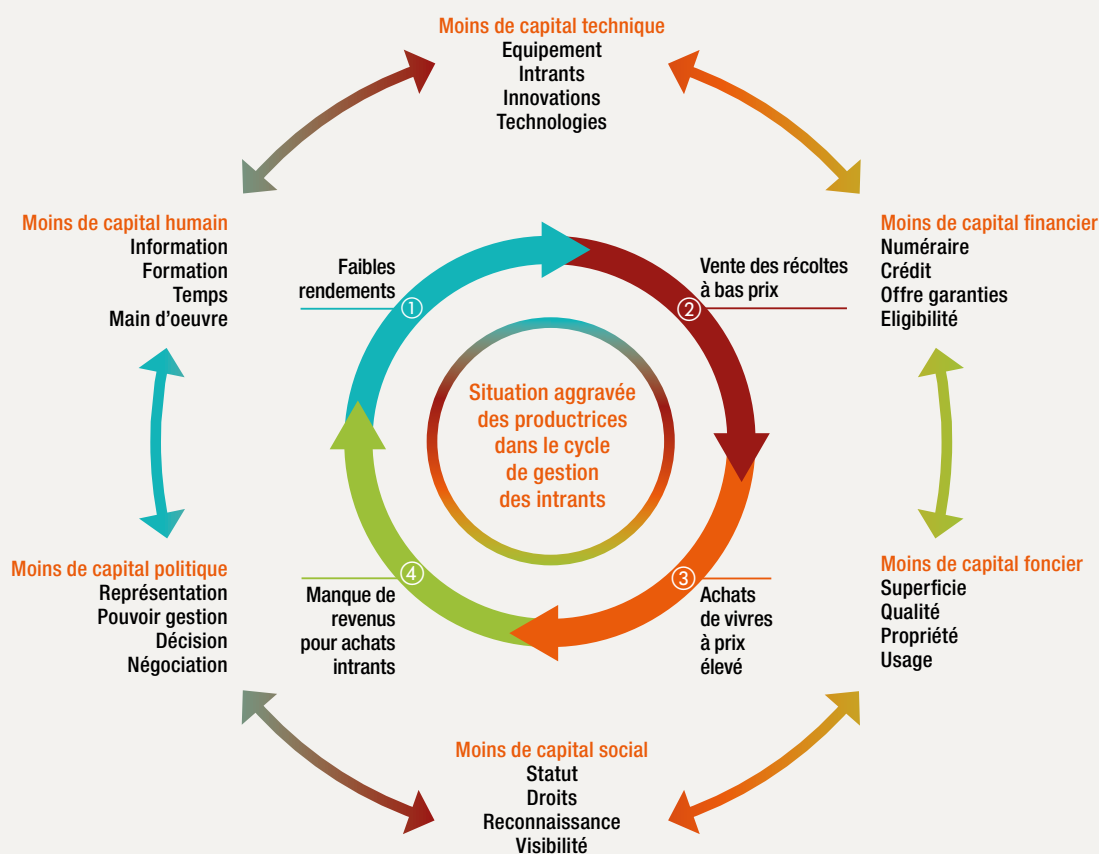 Moins de capital technique
Equipement
Intrants
Innovations
Technologies
Moins de capital humain
Information
Formation
Temps
Main d'oeuvre
Moins de capital financier
Numéraire
Crédit
Offre garanties
Eligibilité
Faibles
rendements
①
②
Vente des récoltes
à bas prix
Situation aggravée
des productrices
dans le cycle
de gestion
des intrants
Moins de capital politique
Représentation
Pouvoir gestion
Décision
Négociation
④
Manque de
revenus
pour achats
intrants
③
Achats
de vivres
à prix
élevé
Moins de capital foncier
Superficie
Qualité
Propriété
Usage
Moins de capital social
Statut
Droits
Reconnaissance
Visibilité